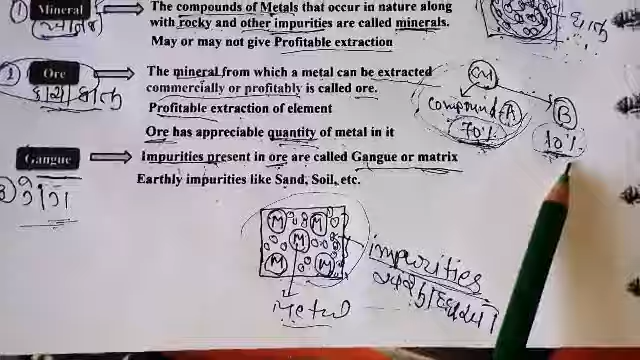 1 Mineral The compounds of Metals that occur in nature along
with rocky and other impurities are called minerals.
May or may not give Profitable extraction
2 Ore The mineral from which a metal can be extracted
commercially or profitably is called ore.
Profitable extraction of element
Ore has appreciable quantity of metal in it
M
Compound-A
70%
B
10%
Gangue Impurities present in ore are called Gangue or matrix
Earthly impurities like Sand, Soil, etc.
3
M M
M
M M
impurities
Metal